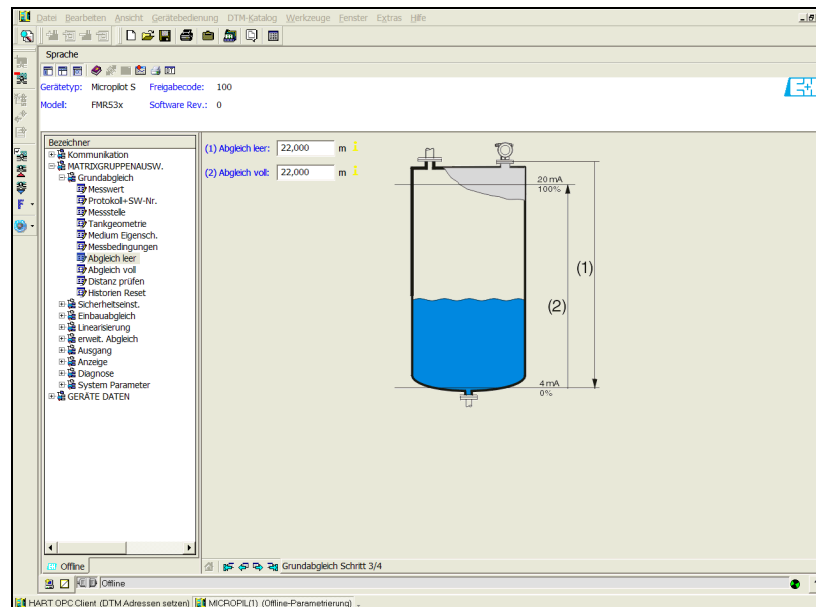 Datei Bearbeiten Ansicht Gerätebedienung DTM-Katalog Werkzeuge Fenster Extras Hilfe
Sprache
Gerätetyp: Micropilot S Freigabecode: 100
Model: FMR53x Software Rev.: 0
Bezeichner
Kommunikation
MATRIXGRUPPENAUSW.
Grundabgleich
Messwert
Protokoll+SW-Nr.
Messstelle
Tankgeometrie
Medium Eigensch.
Messbedingungen
Abgleich leer
Abgleich voll
Distanz prüfen
Historien Reset
Sicherheitseinst.
Einbauabgleich
Linearisierung
erweit. Abgleich
Ausgang
Anzeige
Diagnose
System Parameter
GERÄTE DATEN
(1) Abgleich leer: 22,000 m
(2) Abgleich voll: 22,000 m
20 mA
100%
(1)
(2)
4 mA
0%
Offline
Grundabgleich Schritt 3/4
Offline
HART OPC Client (DTM Adressen setzen) MICROPIL(1) (Offline-Parametrierung)